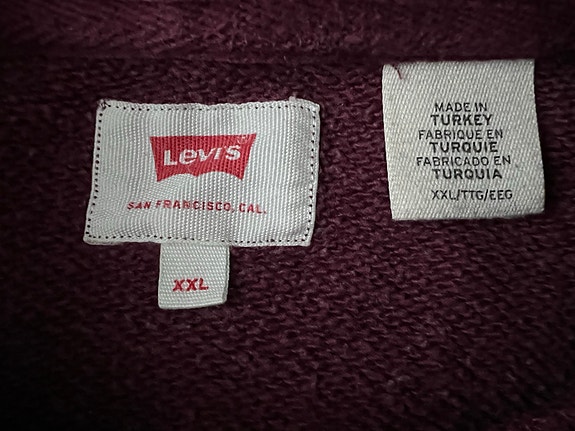 Levi's
SAN FRANCISCO, CAL.
XXL
MADE IN
TURKEY
FABRIQUE EN
TURQUIE
FABRICADO EN
TURQUIA
XXL/TTG/EEG